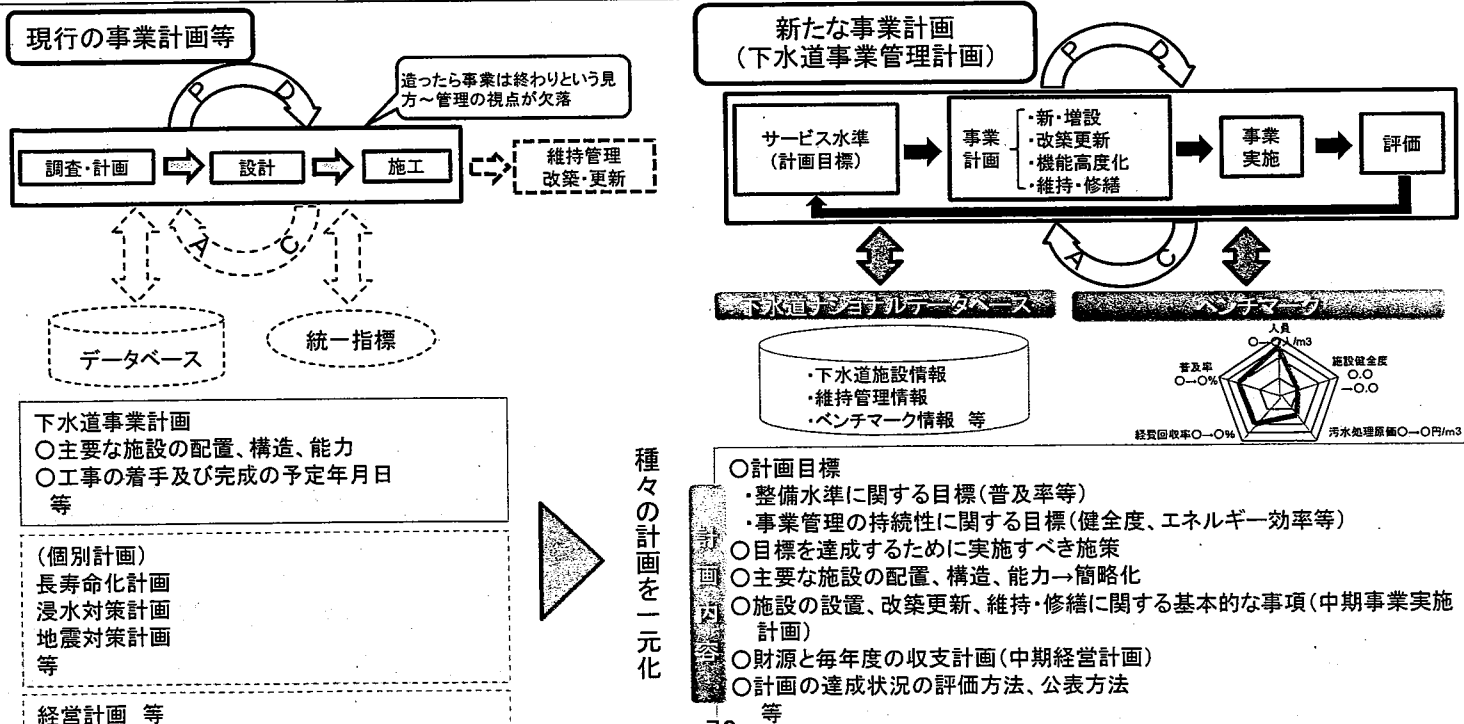 現行の事業計画等
P D
造ったら事業は終わりという見
方～管理の視点が欠落
調査・計画
設計
施工
維持管理
改築・更新
A C
データベース
統一指標
下水道事業計画
○主要な施設の配置、構造、能力
○工事の着手及び完成の予定年月日
等
(個別計画)
長寿命化計画
浸水対策計画
地震対策計画
等
経営計画 等
種々の計画を一元化
新たな事業計画
(下水道事業管理計画)
P D
サービス水準
(計画目標)
事業
計画
・新・増設
・改築更新
・機能高度化
・維持・修繕
事業
実施
評価
A C
下水道ナショナルデータベース
・下水道施設情報
・維持管理情報
・ベンチマーク情報 等
ベンチマーク
人員
○→○人/m3
施設健全度
○.○
→○.○
汚水処理原価○→○円/m3
経費回収率○→○%
普及率
○→○%
計画内容
○計画目標
・整備水準に関する目標(普及率等)
・事業管理の持続性に関する目標(健全度、エネルギー効率等)
○目標を達成するために実施すべき施策
○主要な施設の配置、構造、能力→簡略化
○施設の設置、改築更新、維持・修繕に関する基本的な事項(中期事業実施
計画)
○財源と毎年度の収支計画(中期経営計画)
○計画の達成状況の評価方法、公表方法
等